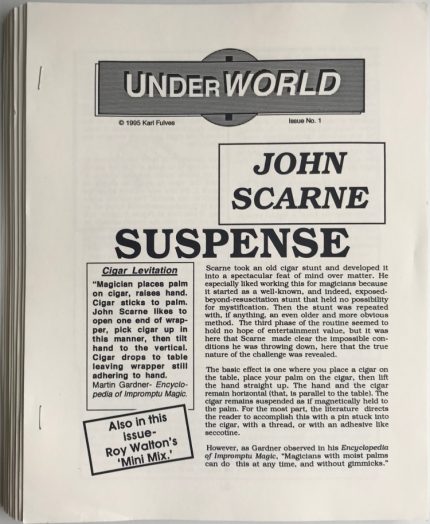 UNDERWORLD
© 1995 Karl Fulves
Issue No. 1
JOHN
SCARNE
SUSPENSE
Cigar Levitation
"Magician places palm
on cigar, raises hand.
Cigar sticks to palm.
John Scarne likes to
open one end of wrap-
per, pick cigar up in
this manner, then tilt
hand to the vertical.
Cigar drops to table
leaving wrapper still
adhering to hand.
Martin Gardner- Encyclo-
pedia of Impromptu Magic.
Also in this
issue-
Roy Walton's
'Mini Mix.'
Scarne took an old cigar stunt and developed it
into a spectacular feat of mind over matter. He
especially liked working this for magicians because
it started as a well-known, and indeed, exposed-
beyond-resuscitation stunt that held no possibility
for mystification. Then the stunt was repeated
with, if anything, an even older and more obvious
method. The third phase of the routine seemed to
hold no hope of entertainment value, but it was
here that Scarne made clear the impossible con-
ditions he was throwing down, here that the true
nature of the challenge was revealed.
The basic effect is one where you place a cigar on
the table, place your palm on the cigar, then lift
the hand straight up. The hand and the cigar
remain horizontal (that, is parallel to the table). The
cigar remains suspended as if magnetically held to
the palm. For the most part, the literature directs
the reader to accomplish this with a pin stuck into
the cigar, with a thread, or with an adhesive like
seccotine.
However, as Gardner observed in his Encyclopedia
of Impromptu Magic, "Magicians with moist palms
can do this at any time, and without gimmicks."